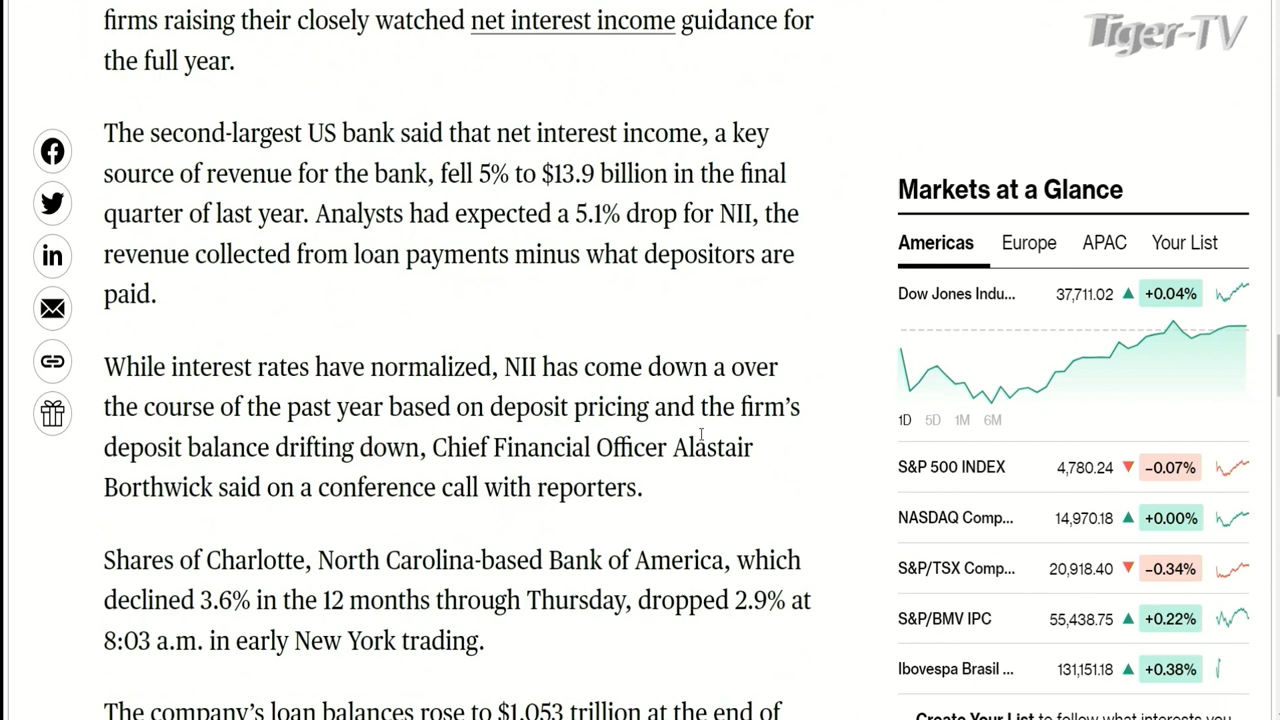 Tiger-TV
firms raising their closely watched net interest income guidance for
the full year.
The second-largest US bank said that net interest income, a key
source of revenue for the bank, fell 5% to $13.9 billion in the final
quarter of last year. Analysts had expected a 5.1% drop for NII, the
revenue collected from loan payments minus what depositors are
paid.
While interest rates have normalized, NII has come down a over
the course of the past year based on deposit pricing and the firm's
deposit balance drifting down, Chief Financial Officer Alastair
Borthwick said on a conference call with reporters.
Shares of Charlotte, North Carolina-based Bank of America, which
declined 3.6% in the 12 months through Thursday, dropped 2.9% at
8:03 a.m. in early New York trading.
The company's loan balances rose to $1.053 trillion at the end of
Markets at a Glance
Americas Europe APAC Your List
Dow Jones Indu... 37,711.02 ▲ +0.04%
1D 5D 1M 6M
S&P 500 INDEX 4,780.24 ▼ −0.07%
NASDAQ Comp... 14,970.18 ▲ +0.00%
S&P/TSX Comp... 20,918.40 ▼ −0.34%
S&P/BMV IPC 55,438.75 ▲ +0.22%
Ibovespa Brasil ... 131,151.18 ▲ +0.38%
Create Your List to follow what interests you